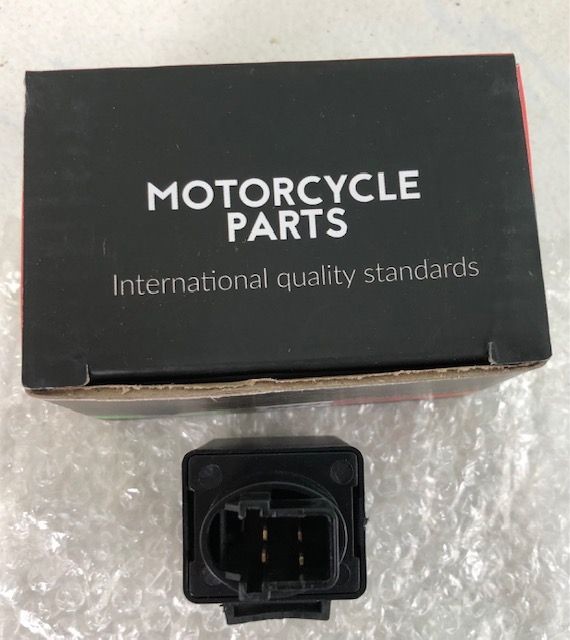 MOTORCYCLE
PARTS
International quality standards